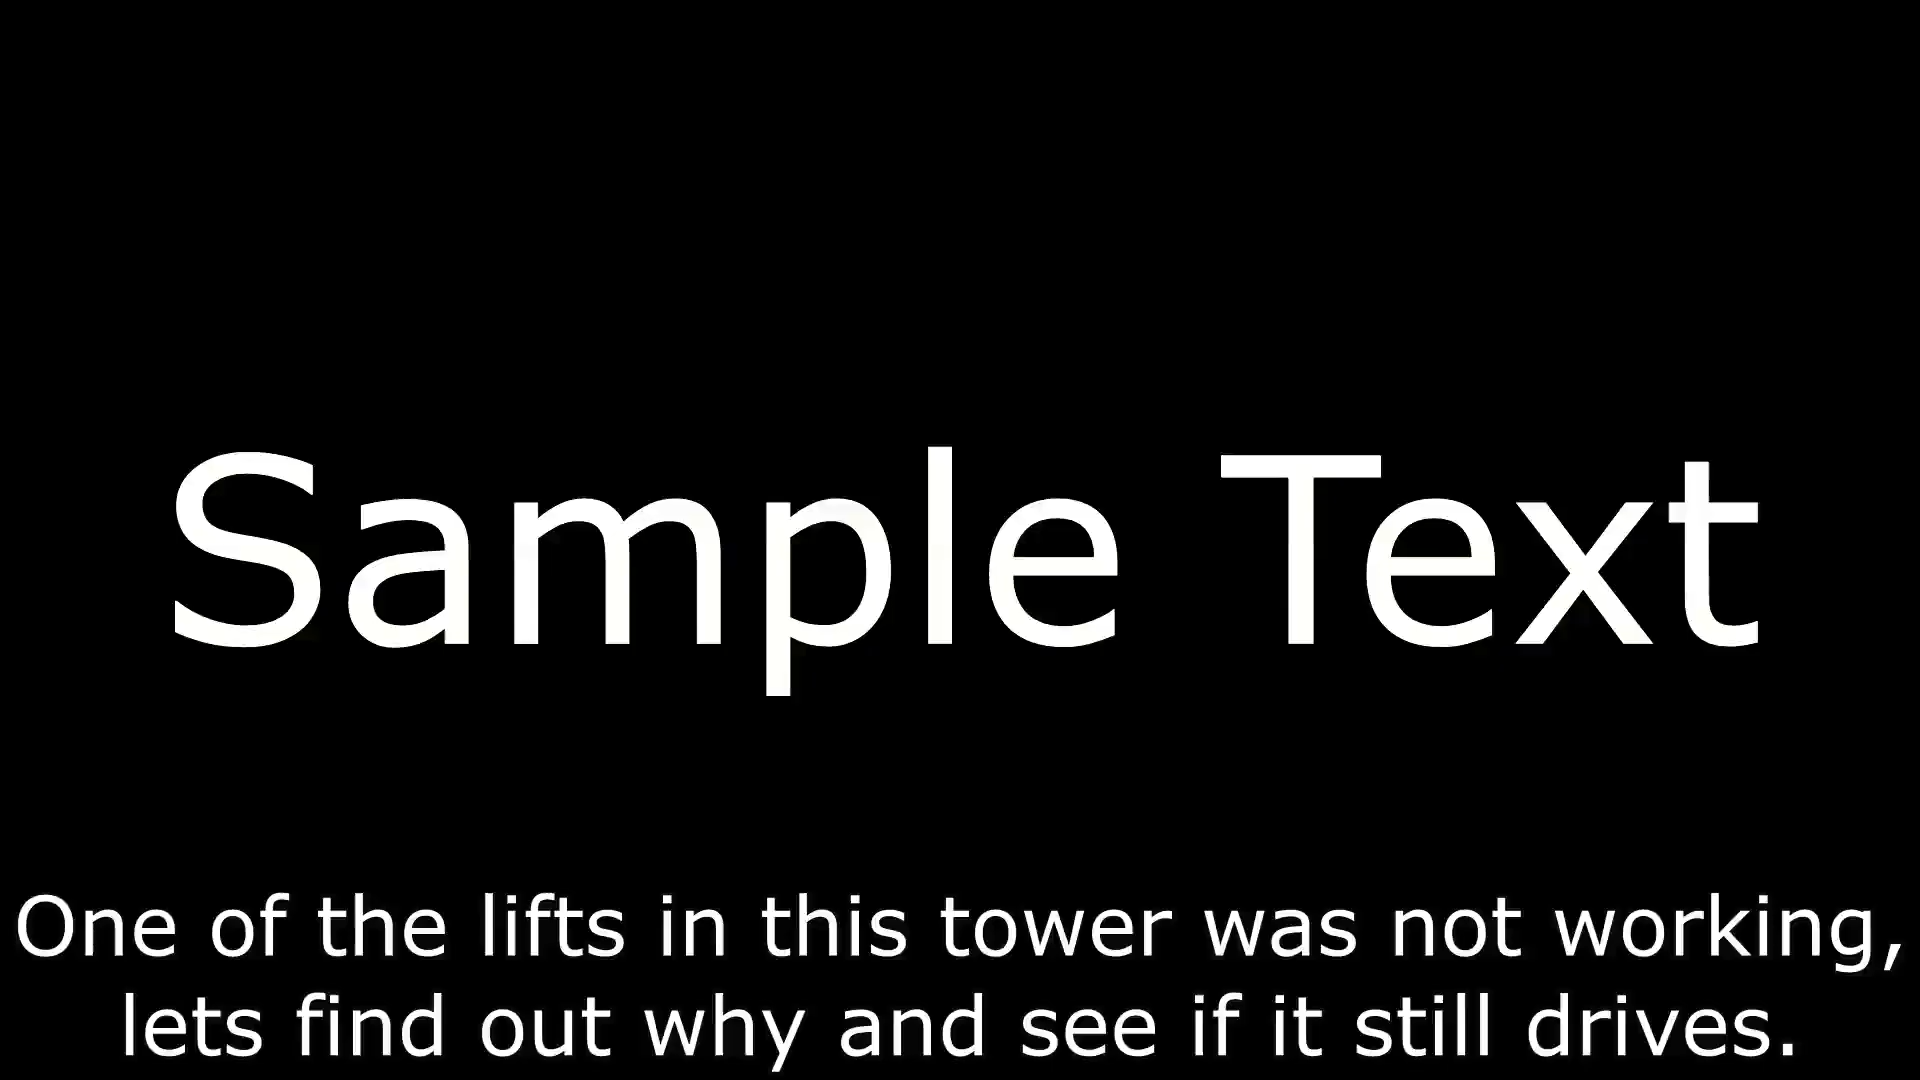 Sample Text
One of the lifts in this tower was not working,
lets find out why and see if it still drives.